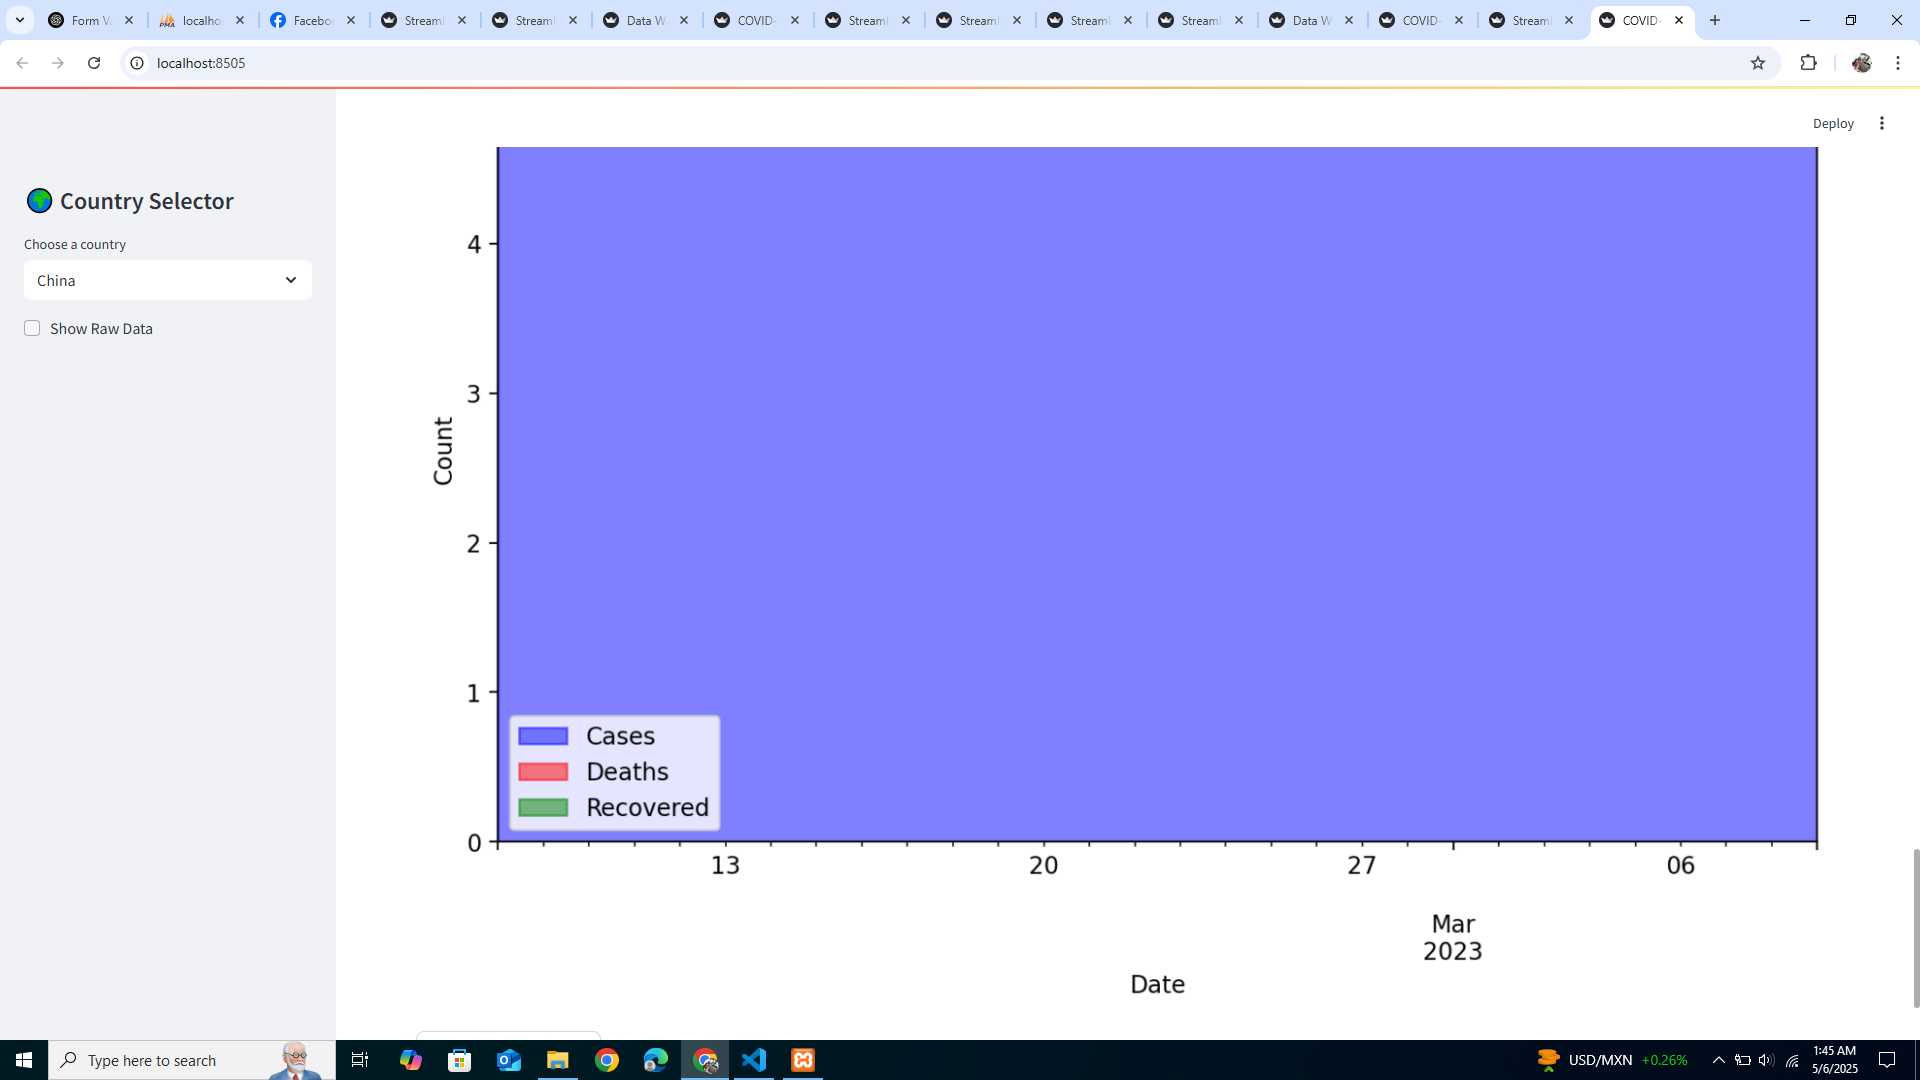 Form V
localho
Facebo
Stream
Stream
Data W
COVID-
Stream
Stream
Stream
Stream
Data W
COVID-
Stream
COVID-
localhost:8505
Deploy
Country Selector
Choose a country
China
Show Raw Data
4
3
2
1
0
Count
Cases
Deaths
Recovered
13
20
27
06
Mar
2023
Date
Type here to search
USD/MXN +0.26%
1:45 AM
5/6/2025